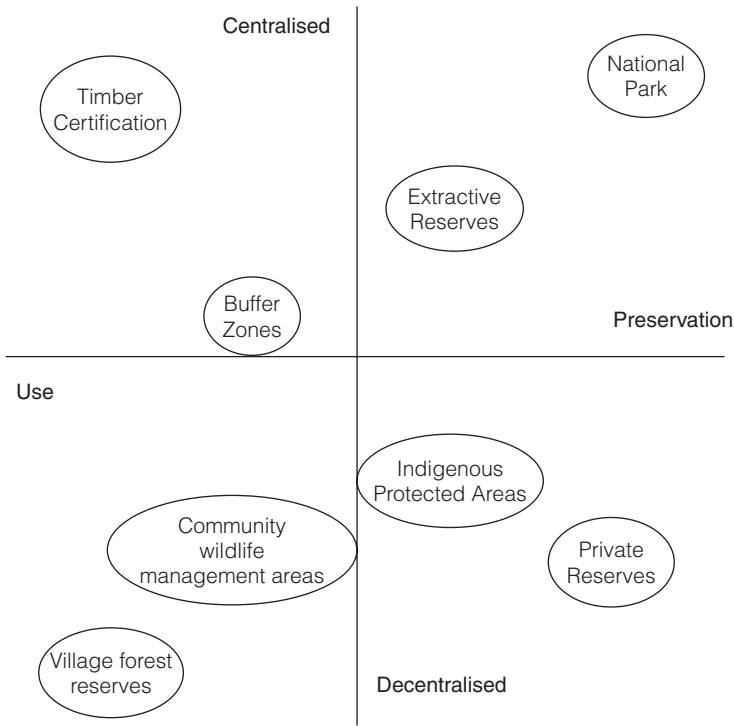 Centralised
National
Park
Timber
Certification
Extractive
Reserves
Buffer
Zones
Preservation
Use
Indigenous
Protected Areas
Community
wildlife
management areas
Private
Reserves
Village forest
reserves
Decentralised